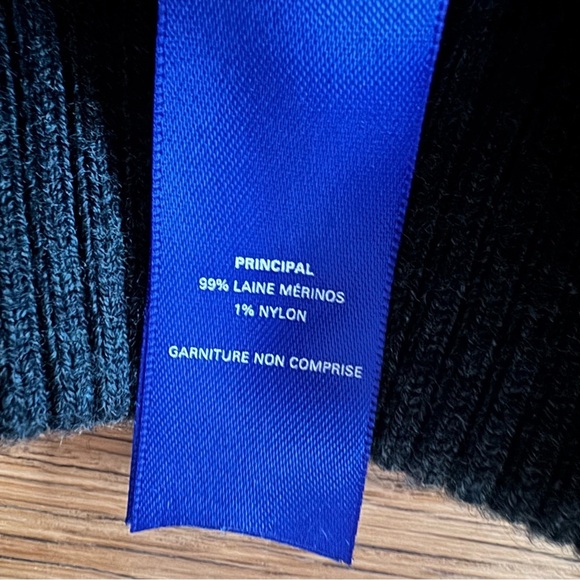 PRINCIPAL
99% LAINE MÉRINOS
1% NYLON
GARNITURE NON COMPRISE